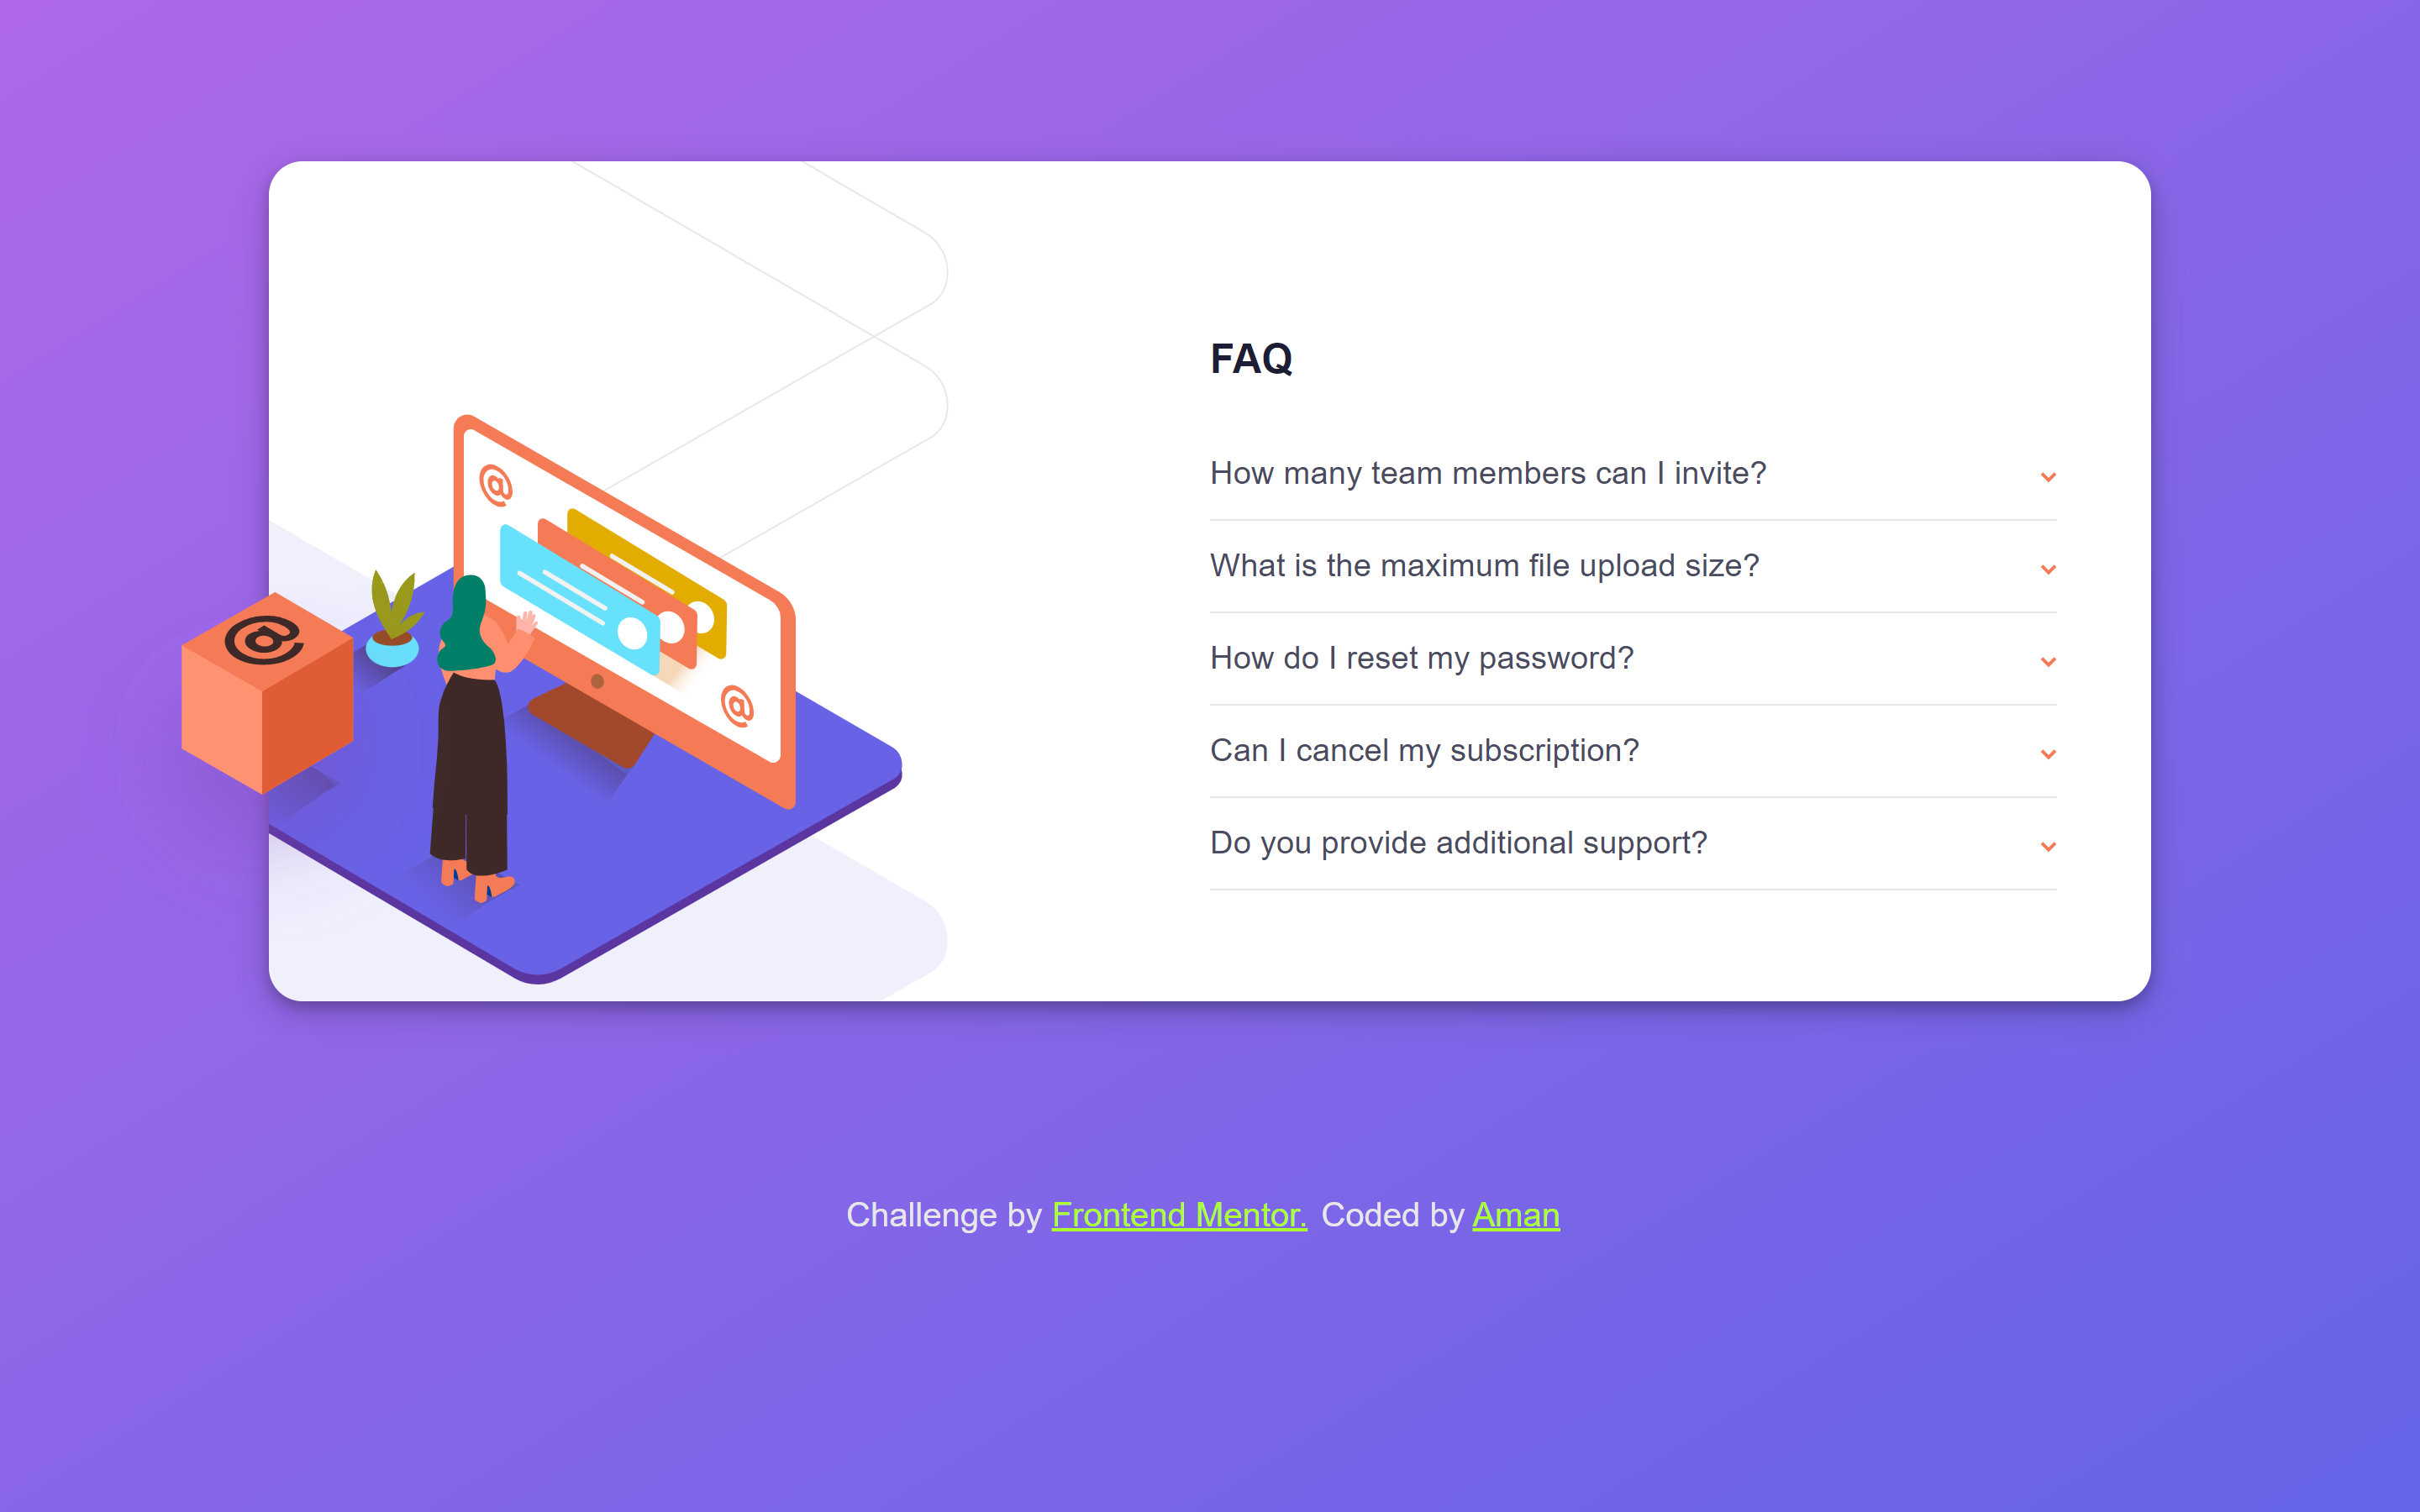 FAQ
How many team members can I invite?
What is the maximum file upload size?
How do I reset my password?
Can I cancel my subscription?
Do you provide additional support?
@
@
@
Challenge by Frontend Mentor. Coded by Aman